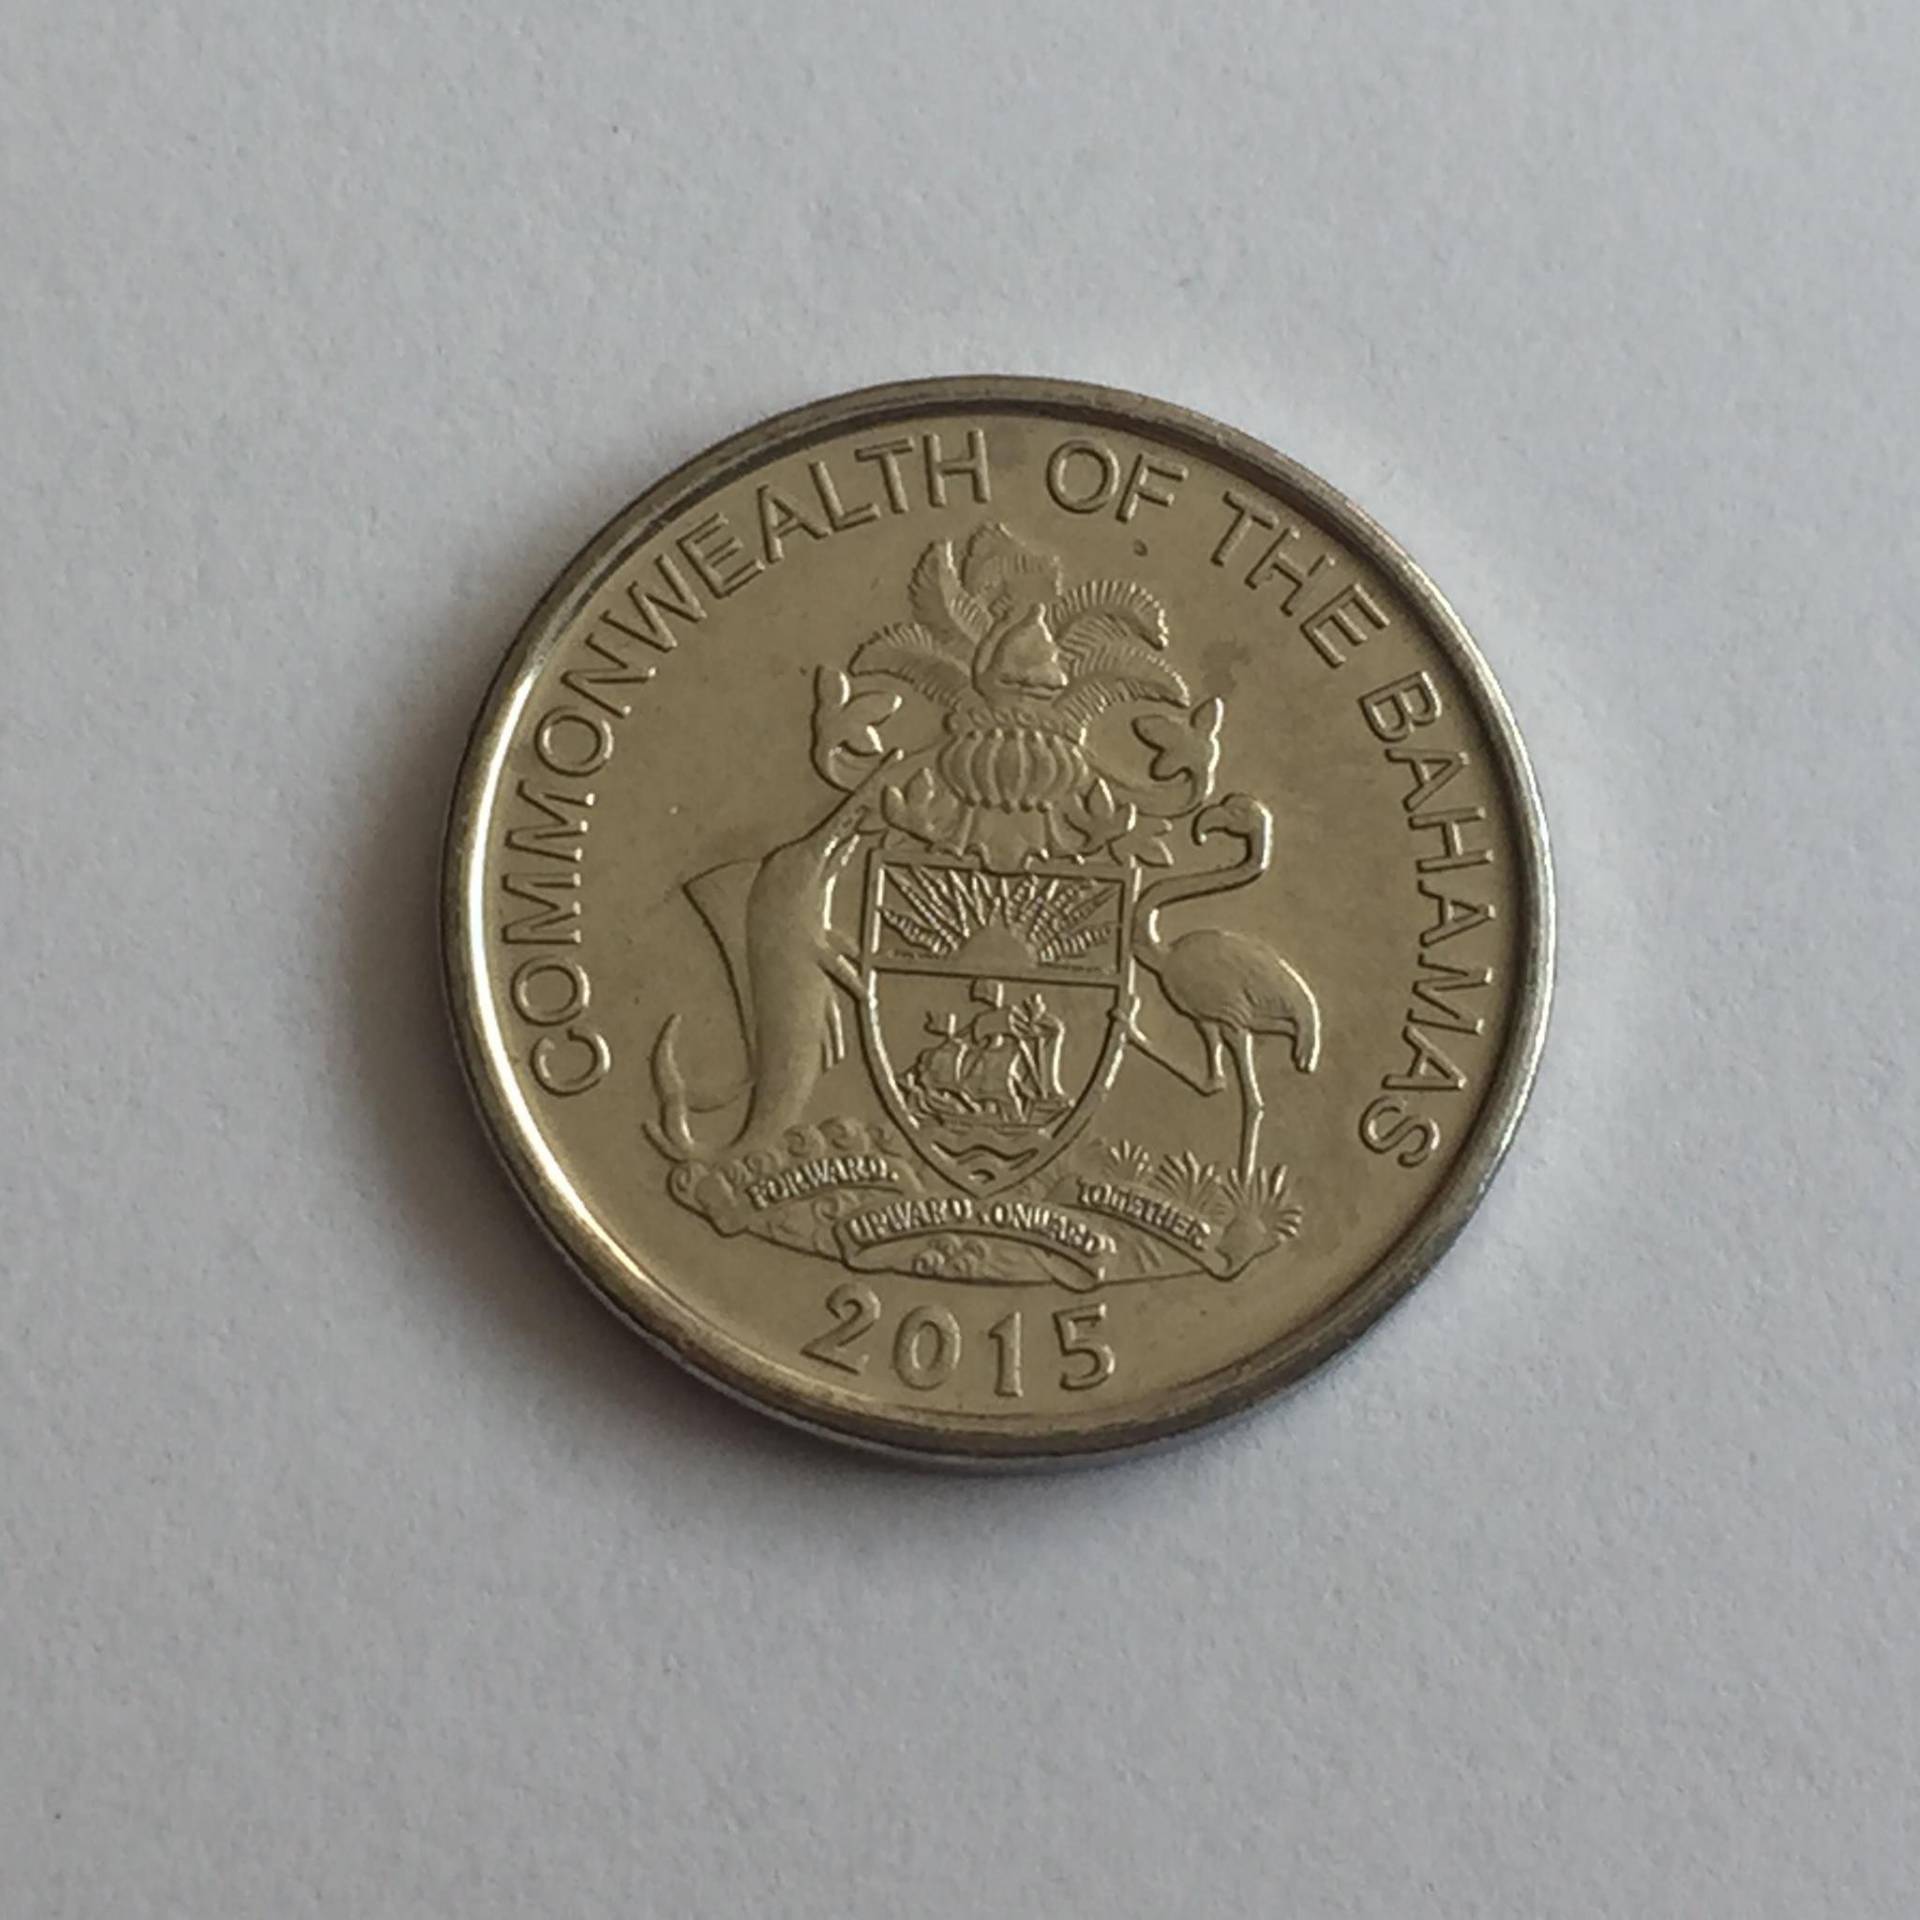 COMMONWEALTH OF THE BAHAMAS
FORWARD.
UPWARD. ONWARD
TOGETHER
2015